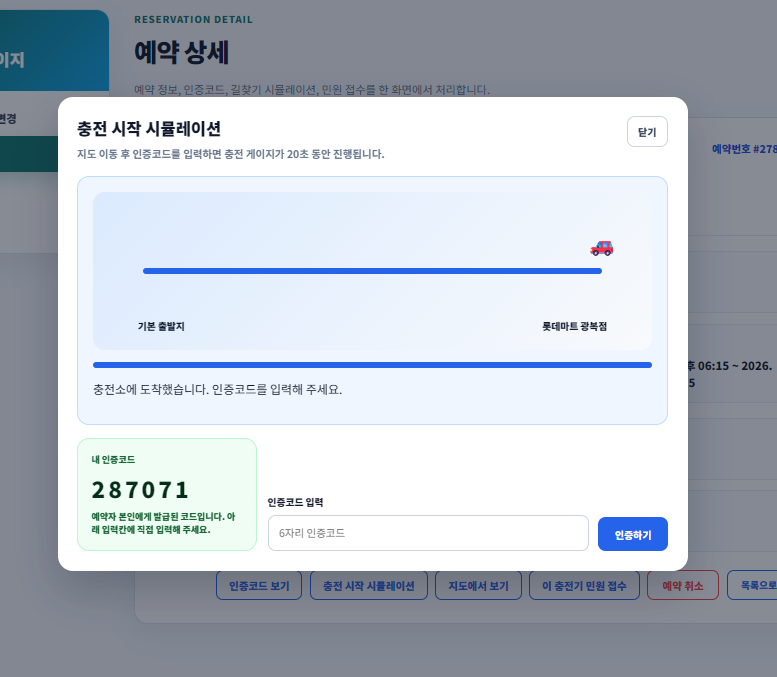 RESERVATION DETAIL
이지
예약 상세
예약 정보, 인증코드, 길찾기 시뮬레이션, 민원 접수를 한 화면에서 처리합니다.
변경
충전 시작 시뮬레이션
닫기
지도 이동 후 인증코드를 입력하면 충전 게이지가 20초 동안 진행됩니다.
예약번호 #278
기본 출발지
롯데마트 광복점
후 06:15 ~ 2026.
5
충전소에 도착했습니다. 인증코드를 입력해 주세요.
내 인증코드
287071
예약자 본인에게 발급된 코드입니다. 아
래 입력칸에 직접 입력해 주세요.
인증코드 입력
6자리 인증코드
인증하기
인증코드 보기
충전 시작 시뮬레이션
지도에서 보기
이 충전기 민원 접수
예약 취소
목록으로